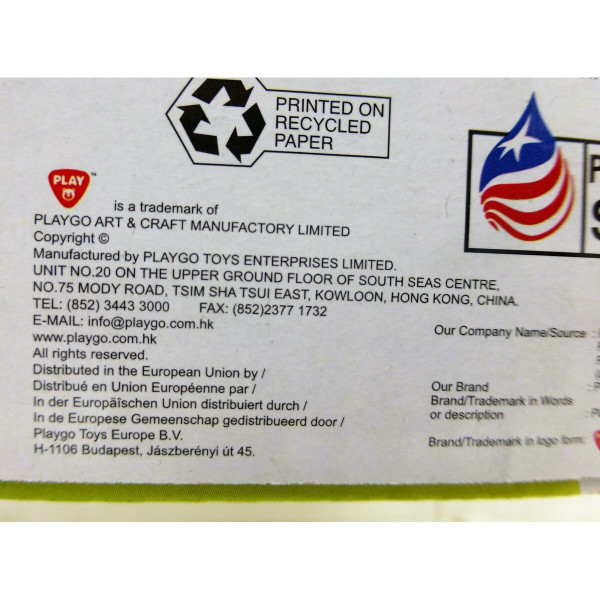 PRINTED ON
RECYCLED
PAPER
PLAY™
is a trademark of
PLAYGO ART & CRAFT MANUFACTORY LIMITED
Copyright ©
Manufactured by PLAYGO TOYS ENTERPRISES LIMITED.
UNIT NO.20 ON THE UPPER GROUND FLOOR OF SOUTH SEAS CENTRE,
NO.75 MODY ROAD, TSIM SHA TSUI EAST, KOWLOON, HONG KONG, CHINA.
TEL: (852) 3443 3000 FAX: (852)2377 1732
E-MAIL: info@playgo.com.hk
www.playgo.com.hk
All rights reserved.
Distributed in the European Union by /
Distribué en Union Européenne par /
In der Europäischen Union distribuiert durch /
In de Europese Gemeenschap gedistribueerd door /
Playgo Toys Europe B.V.
H-1106 Budapest, Jászberényi út 45.
Our Company Name/Source :
Our Brand :
Brand/Trademark in Words
or description :
Brand/Trademark in logo form: